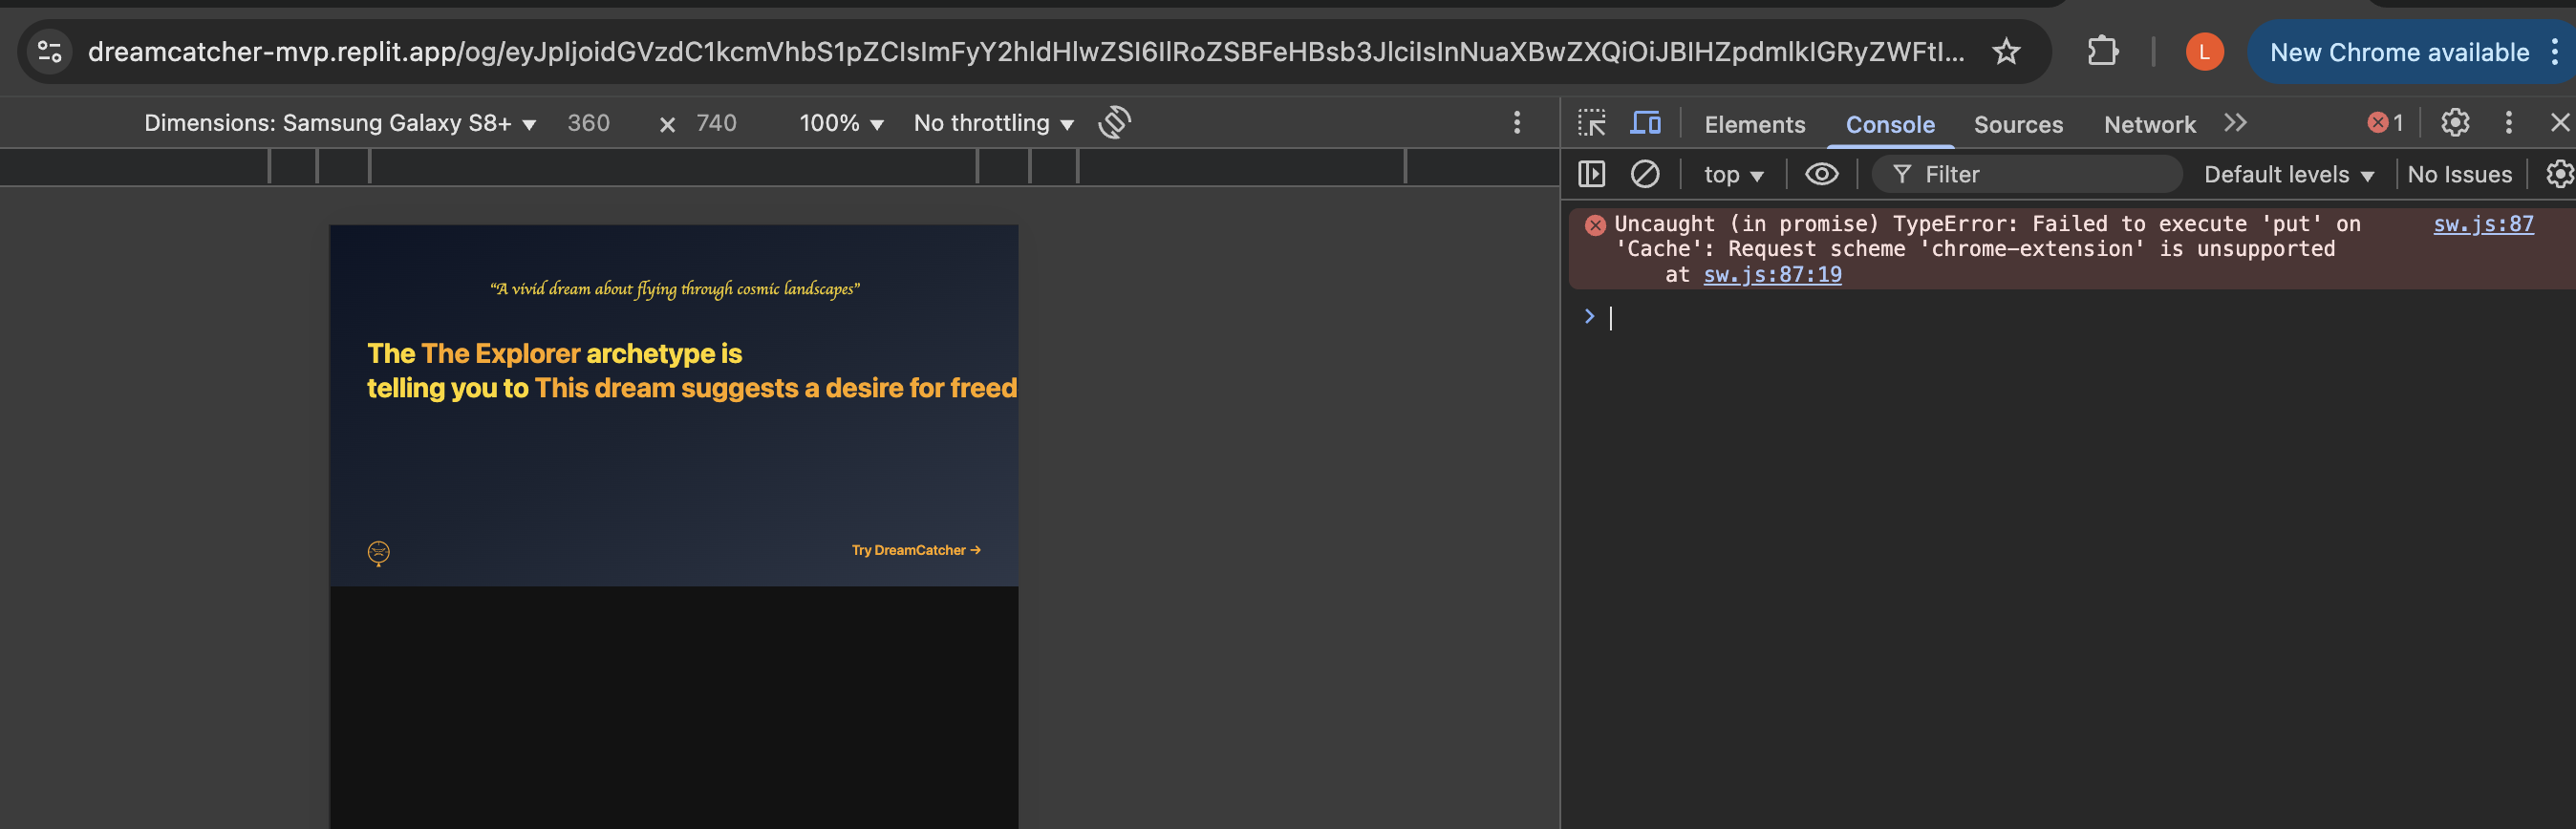 dreamcatcher-mvp.replit.app/og/eyJpIjoidGVzdC1kcmVhbS1pZCIsImFyY2hldHlwZSI6IlRoZSBFeHBsb3JlciIsInNuaXBwZXQiOiJBIHZpdmlkIGRyZWFtI...
L
New Chrome available
Dimensions: Samsung Galaxy S8+
360
×
740
100%
No throttling
Elements
Console
Sources
Network
1
top
Filter
Default levels
No Issues
“A vivid dream about flying through cosmic landscapes”
The The Explorer archetype is
telling you to This dream suggests a desire for freed
Try DreamCatcher →
Uncaught (in promise) TypeError: Failed to execute 'put' on
sw.js:87
'Cache': Request scheme 'chrome-extension' is unsupported
at sw.js:87:19